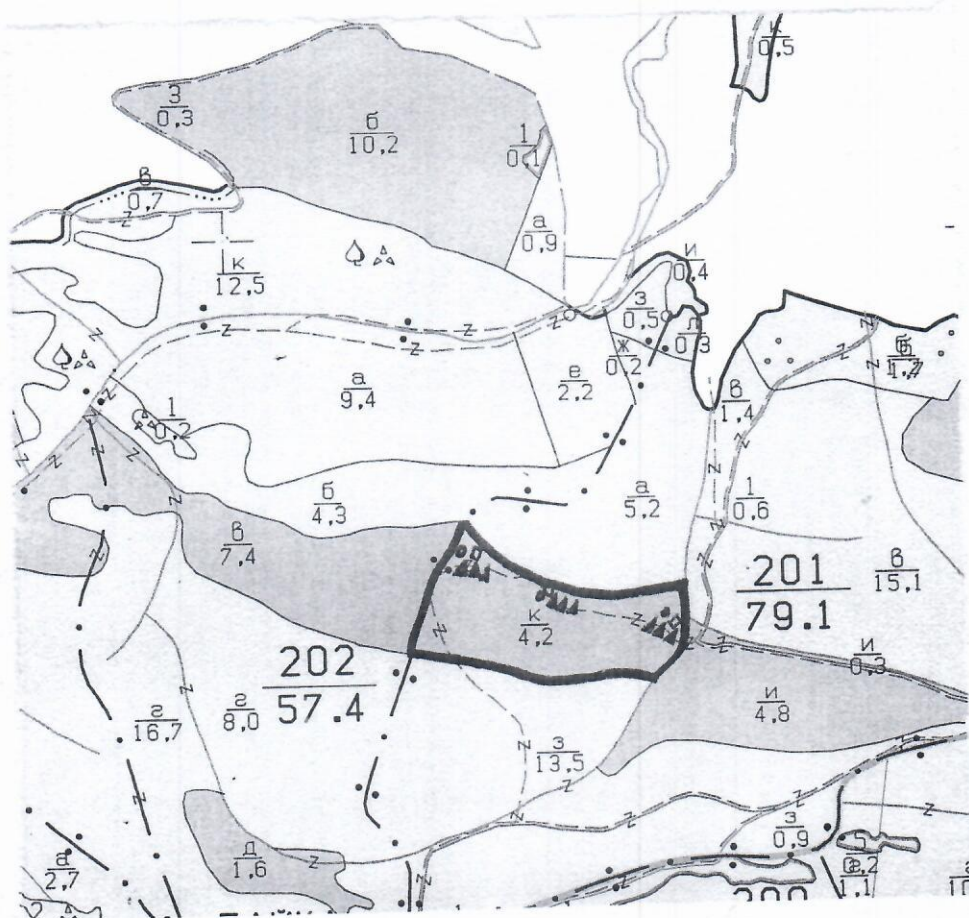 к
0,5
З
0,3
б
10,2
1
0,1
в
0,7
а
0,9
и
0,4
к
12,5
з
0,5
д
0,3
ж
0,2
б
а
9,4
е
2,2
в
1,4
1
0,2
б
4,3
а
5,2
1
0,6
в
7,4
201
79.1
в
15,1
к
4,2
и
0,3
202
57.4
г
16,7
г
8,0
и
4,8
з
13,5
з
0,9
а
2,7
д
1,6
1,1
10